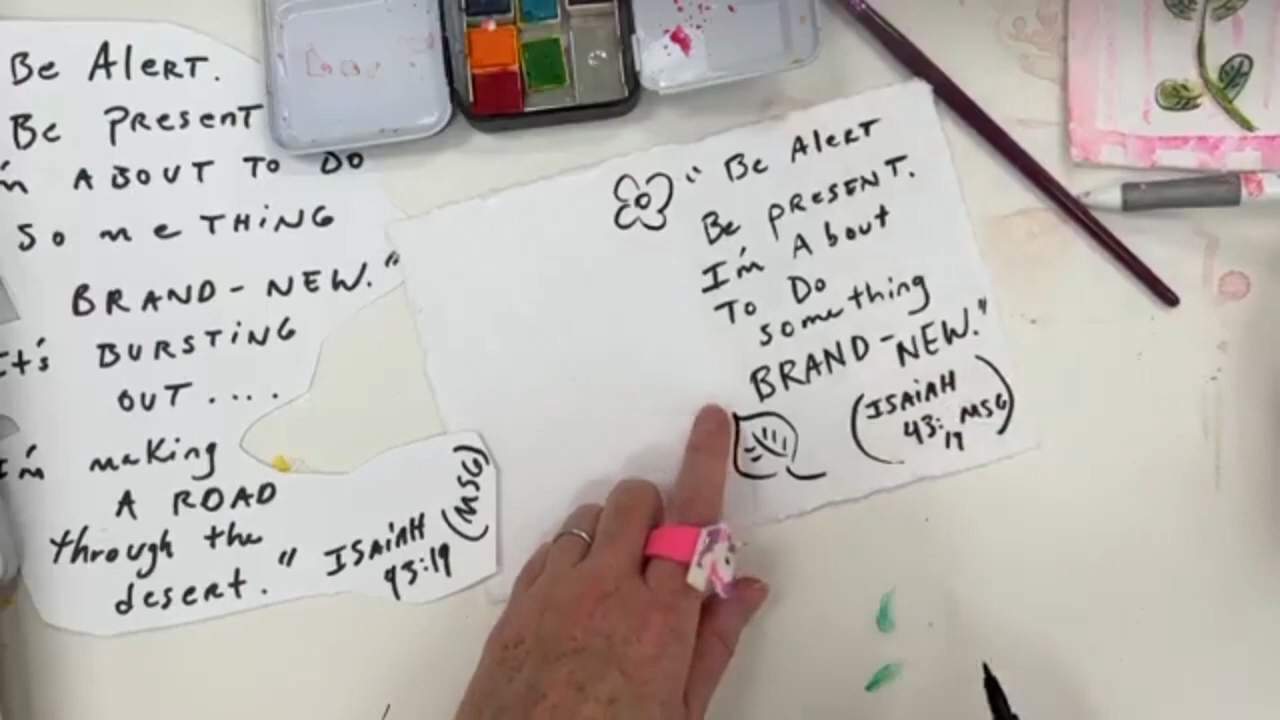 Be Alert.
Be Present
'm ABOUT TO DO
SomeTHING
BRAND-NEW."
It's BURSTING
OUT....
I'm making
A ROAD
through the
desert." ISAIAH
43:19
(MSG)
"Be Alert
Be PRESENT.
I'm About
To Do
something
BRAND-NEW."
(ISAIAH
43: MSG)
19